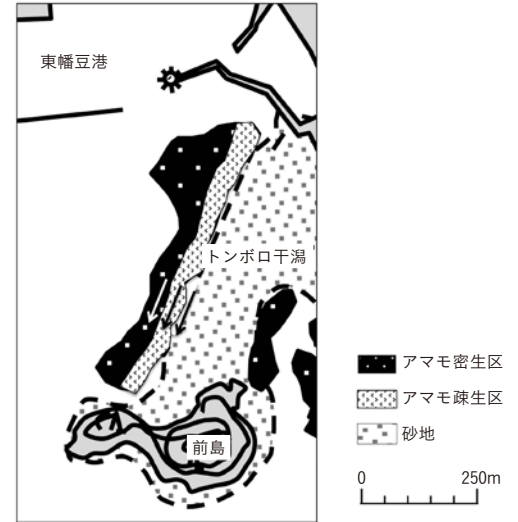 東幡豆港
トンボロ干潟
前島
アマモ密生区
アマモ疎生区
砂地
0 250m